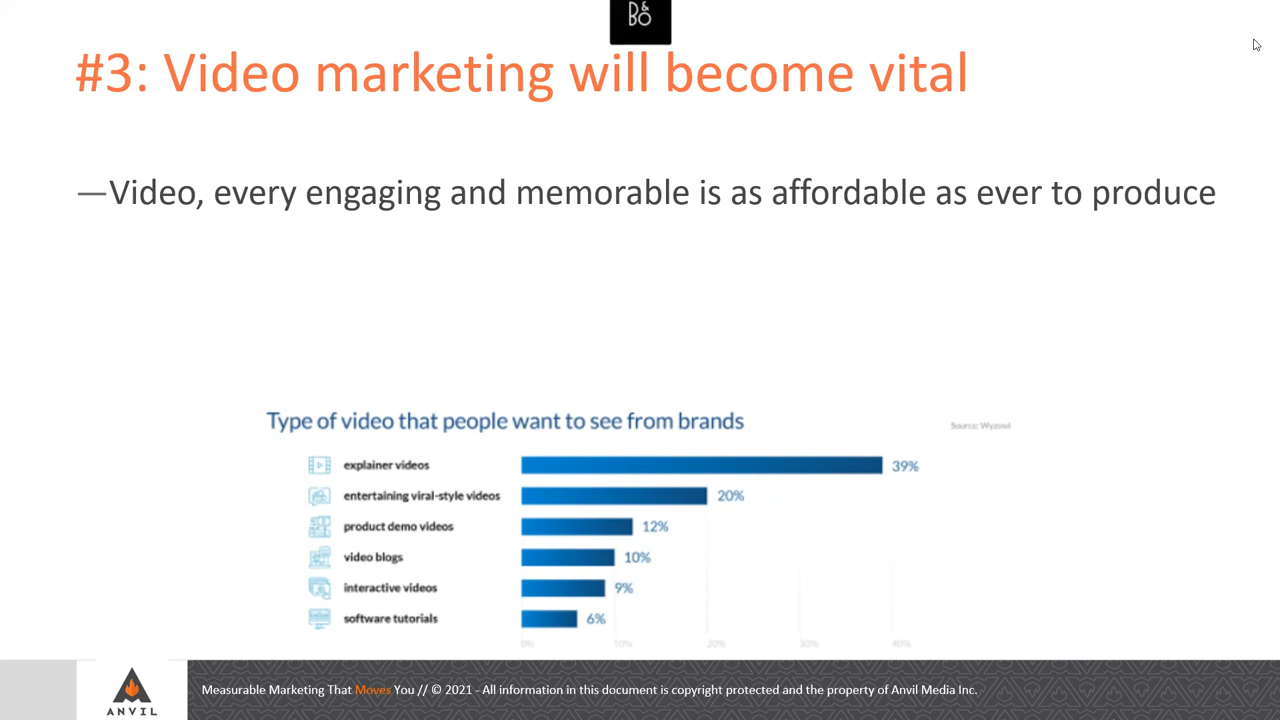 D&
BO
#3: Video marketing will become vital
—Video, every engaging and memorable is as affordable as ever to produce
Type of video that people want to see from brands
Source: Wyzowl
explainer videos 39%
entertaining viral-style videos 20%
product demo videos 12%
video blogs 10%
interactive videos 9%
software tutorials 6%
0% 10% 20% 30% 40%
Measurable Marketing That Moves You // © 2021 - All information in this document is copyright protected and the property of Anvil Media Inc.
ANVIL